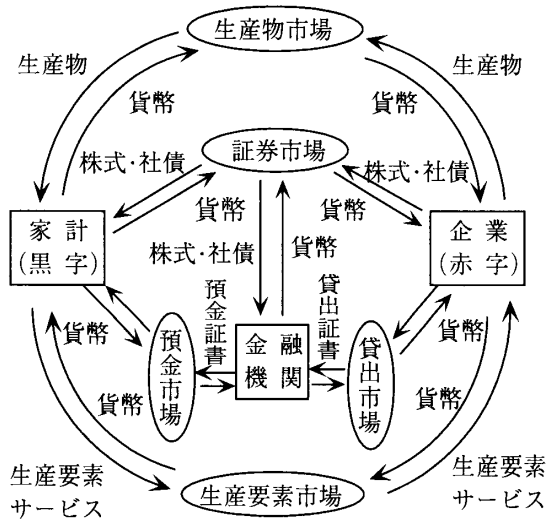 生産物市場
生産物
生産物
貨幣
貨幣
証券市場
株式・社債
株式・社債
貨幣
貨幣
家計
(黒字)
企業
(赤字)
株式・社債
貨幣
預金証書
貸出証書
貨幣
貨幣
預金市場
金融
機関
貸出市場
貨幣
貨幣
生産要素
サービス
生産要素市場
生産要素
サービス